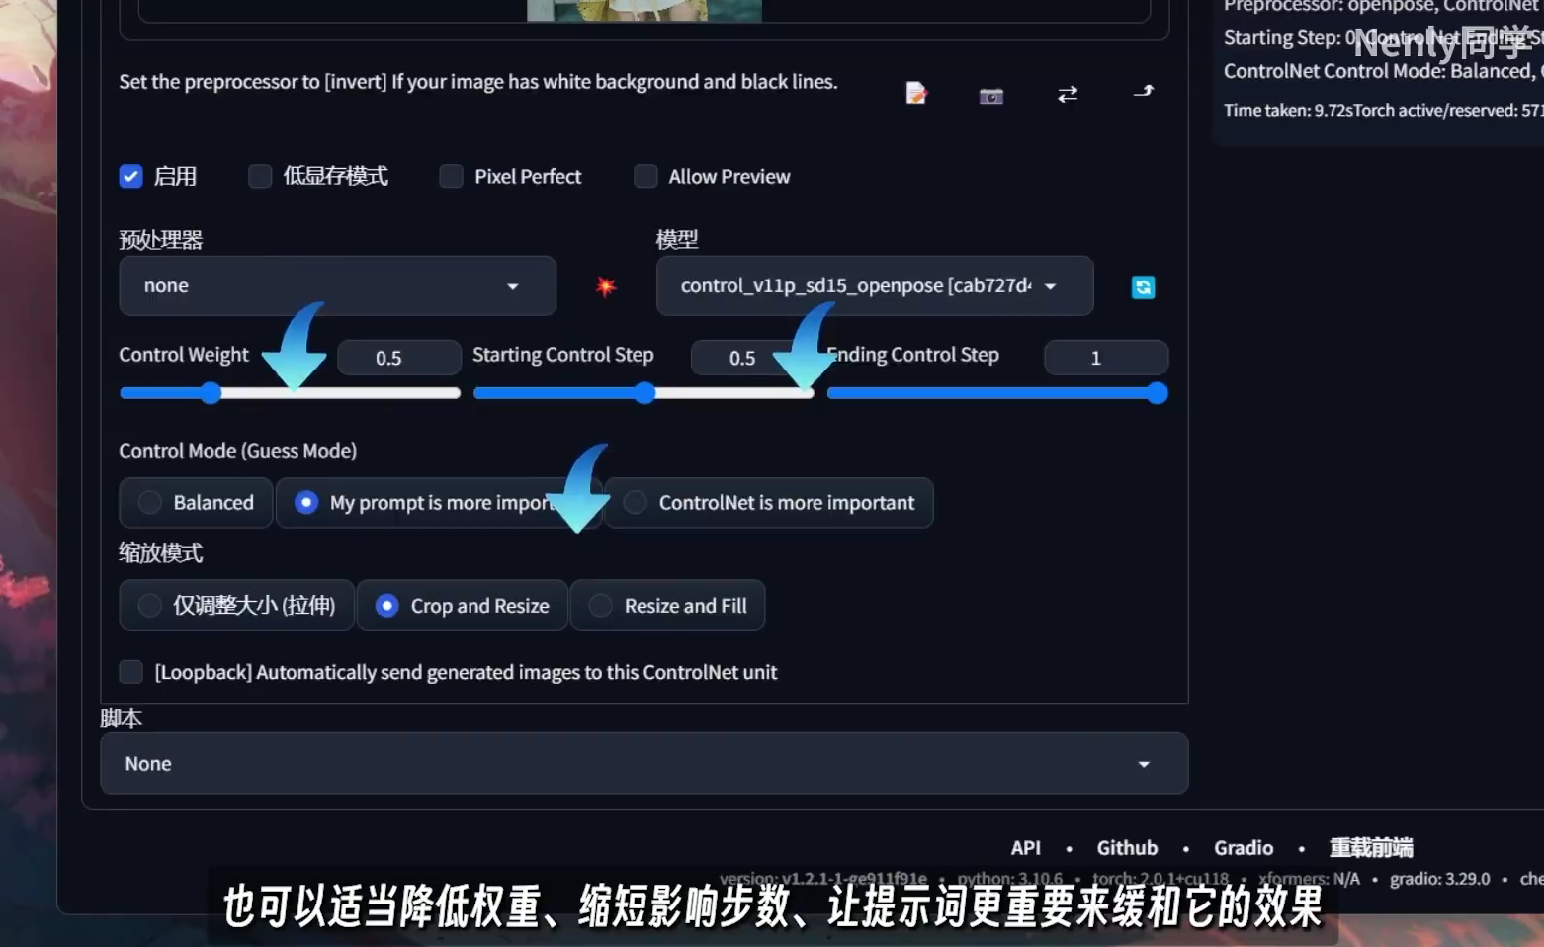 Preprocessor: openpose, ControlNet
Nenly同学
Starting Step: 0, ControlNet Ending St
ControlNet Control Mode: Balanced,
Time taken: 9.72sTorch active/reserved: 571
Set the preprocessor to [invert] If your image has white background and black lines.
启用 低显存模式 Pixel Perfect Allow Preview
预处理器 模型
none control_v11p_sd15_openpose [cab727d4
Control Weight 0.5 Starting Control Step 0.5 Ending Control Step 1
Control Mode (Guess Mode)
Balanced My prompt is more impor ControlNet is more important
缩放模式
仅调整大小 (拉伸) Crop and Resize Resize and Fill
[Loopback] Automatically send generated images to this ControlNet unit
脚本
None
API • Github • Gradio • 重载前端
version: v1.2.1-1-ge911f91e • python: 3.10.6 • torch: 2.0.1+cu118 • xformers: N/A • gradio: 3.29.0 • che
也可以适当降低权重、缩短影响步数、让提示词更重要来缓和它的效果